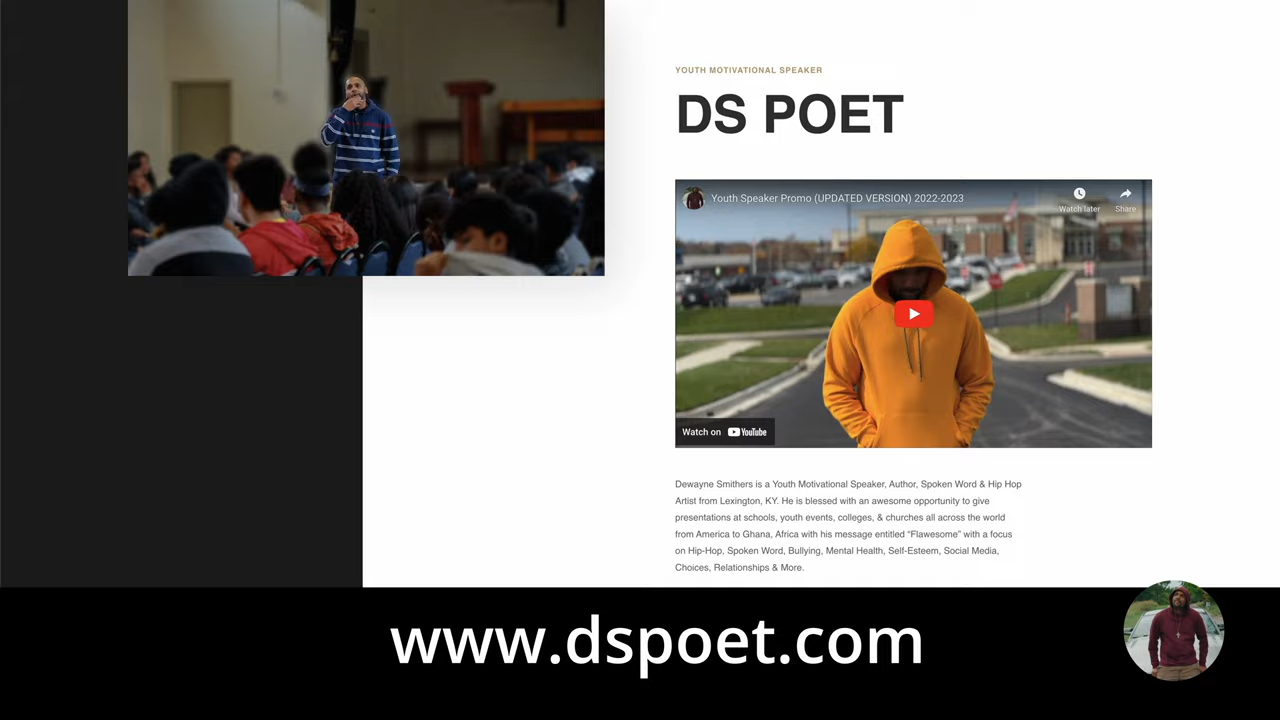 YOUTH MOTIVATIONAL SPEAKER
DS POET
Youth Speaker Promo (UPDATED VERSION) 2022-2023
Watch later
Share
Watch on YouTube
Dewayne Smithers is a Youth Motivational Speaker, Author, Spoken Word & Hip Hop
Artist from Lexington, KY. He is blessed with an awesome opportunity to give
presentations at schools, youth events, colleges, & churches all across the world
from America to Ghana, Africa with his message entitled “Flawesome” with a focus
on Hip-Hop, Spoken Word, Bullying, Mental Health, Self-Esteem, Social Media,
Choices, Relationships & More.
www.dspoet.com